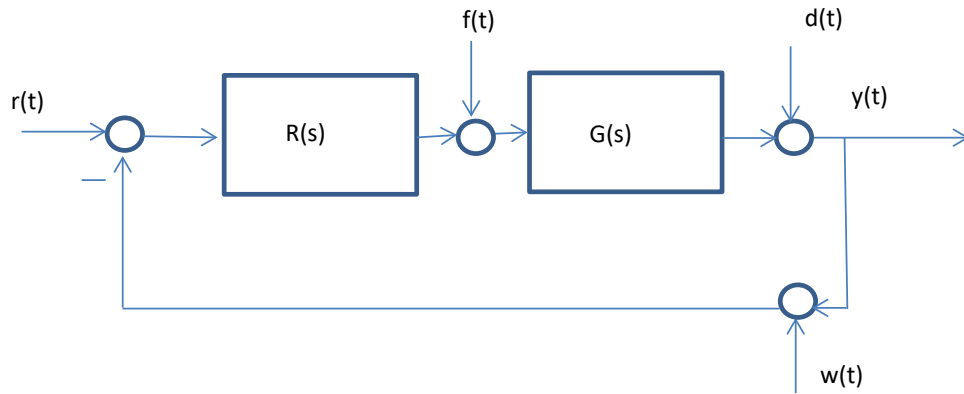 f(t)
d(t)
r(t)
y(t)
R(s)
G(s)
—
w(t)